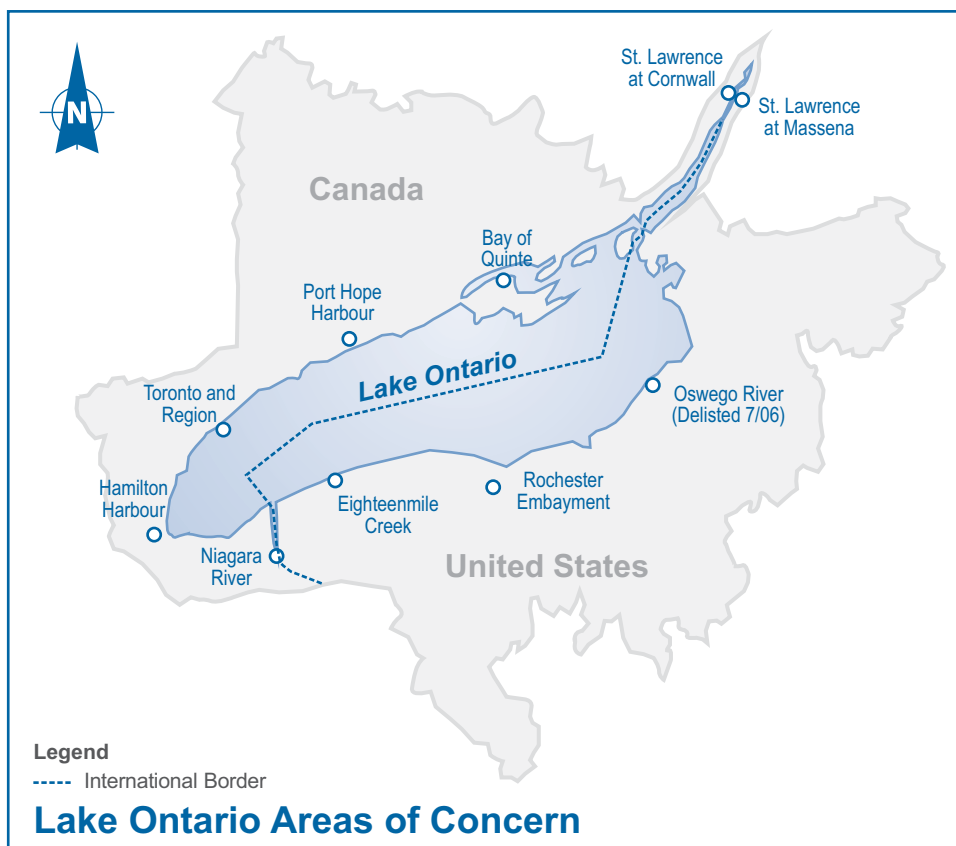 N
St. Lawrence
at Cornwall
St. Lawrence
at Massena
Canada
Bay of
Quinte
Port Hope
Harbour
Lake Ontario
Toronto and
Region
Oswego River
(Delisted 7/06)
Hamilton
Harbour
Eighteenmile
Creek
Rochester
Embayment
Niagara
River
United States
Legend
International Border
Lake Ontario Areas of Concern